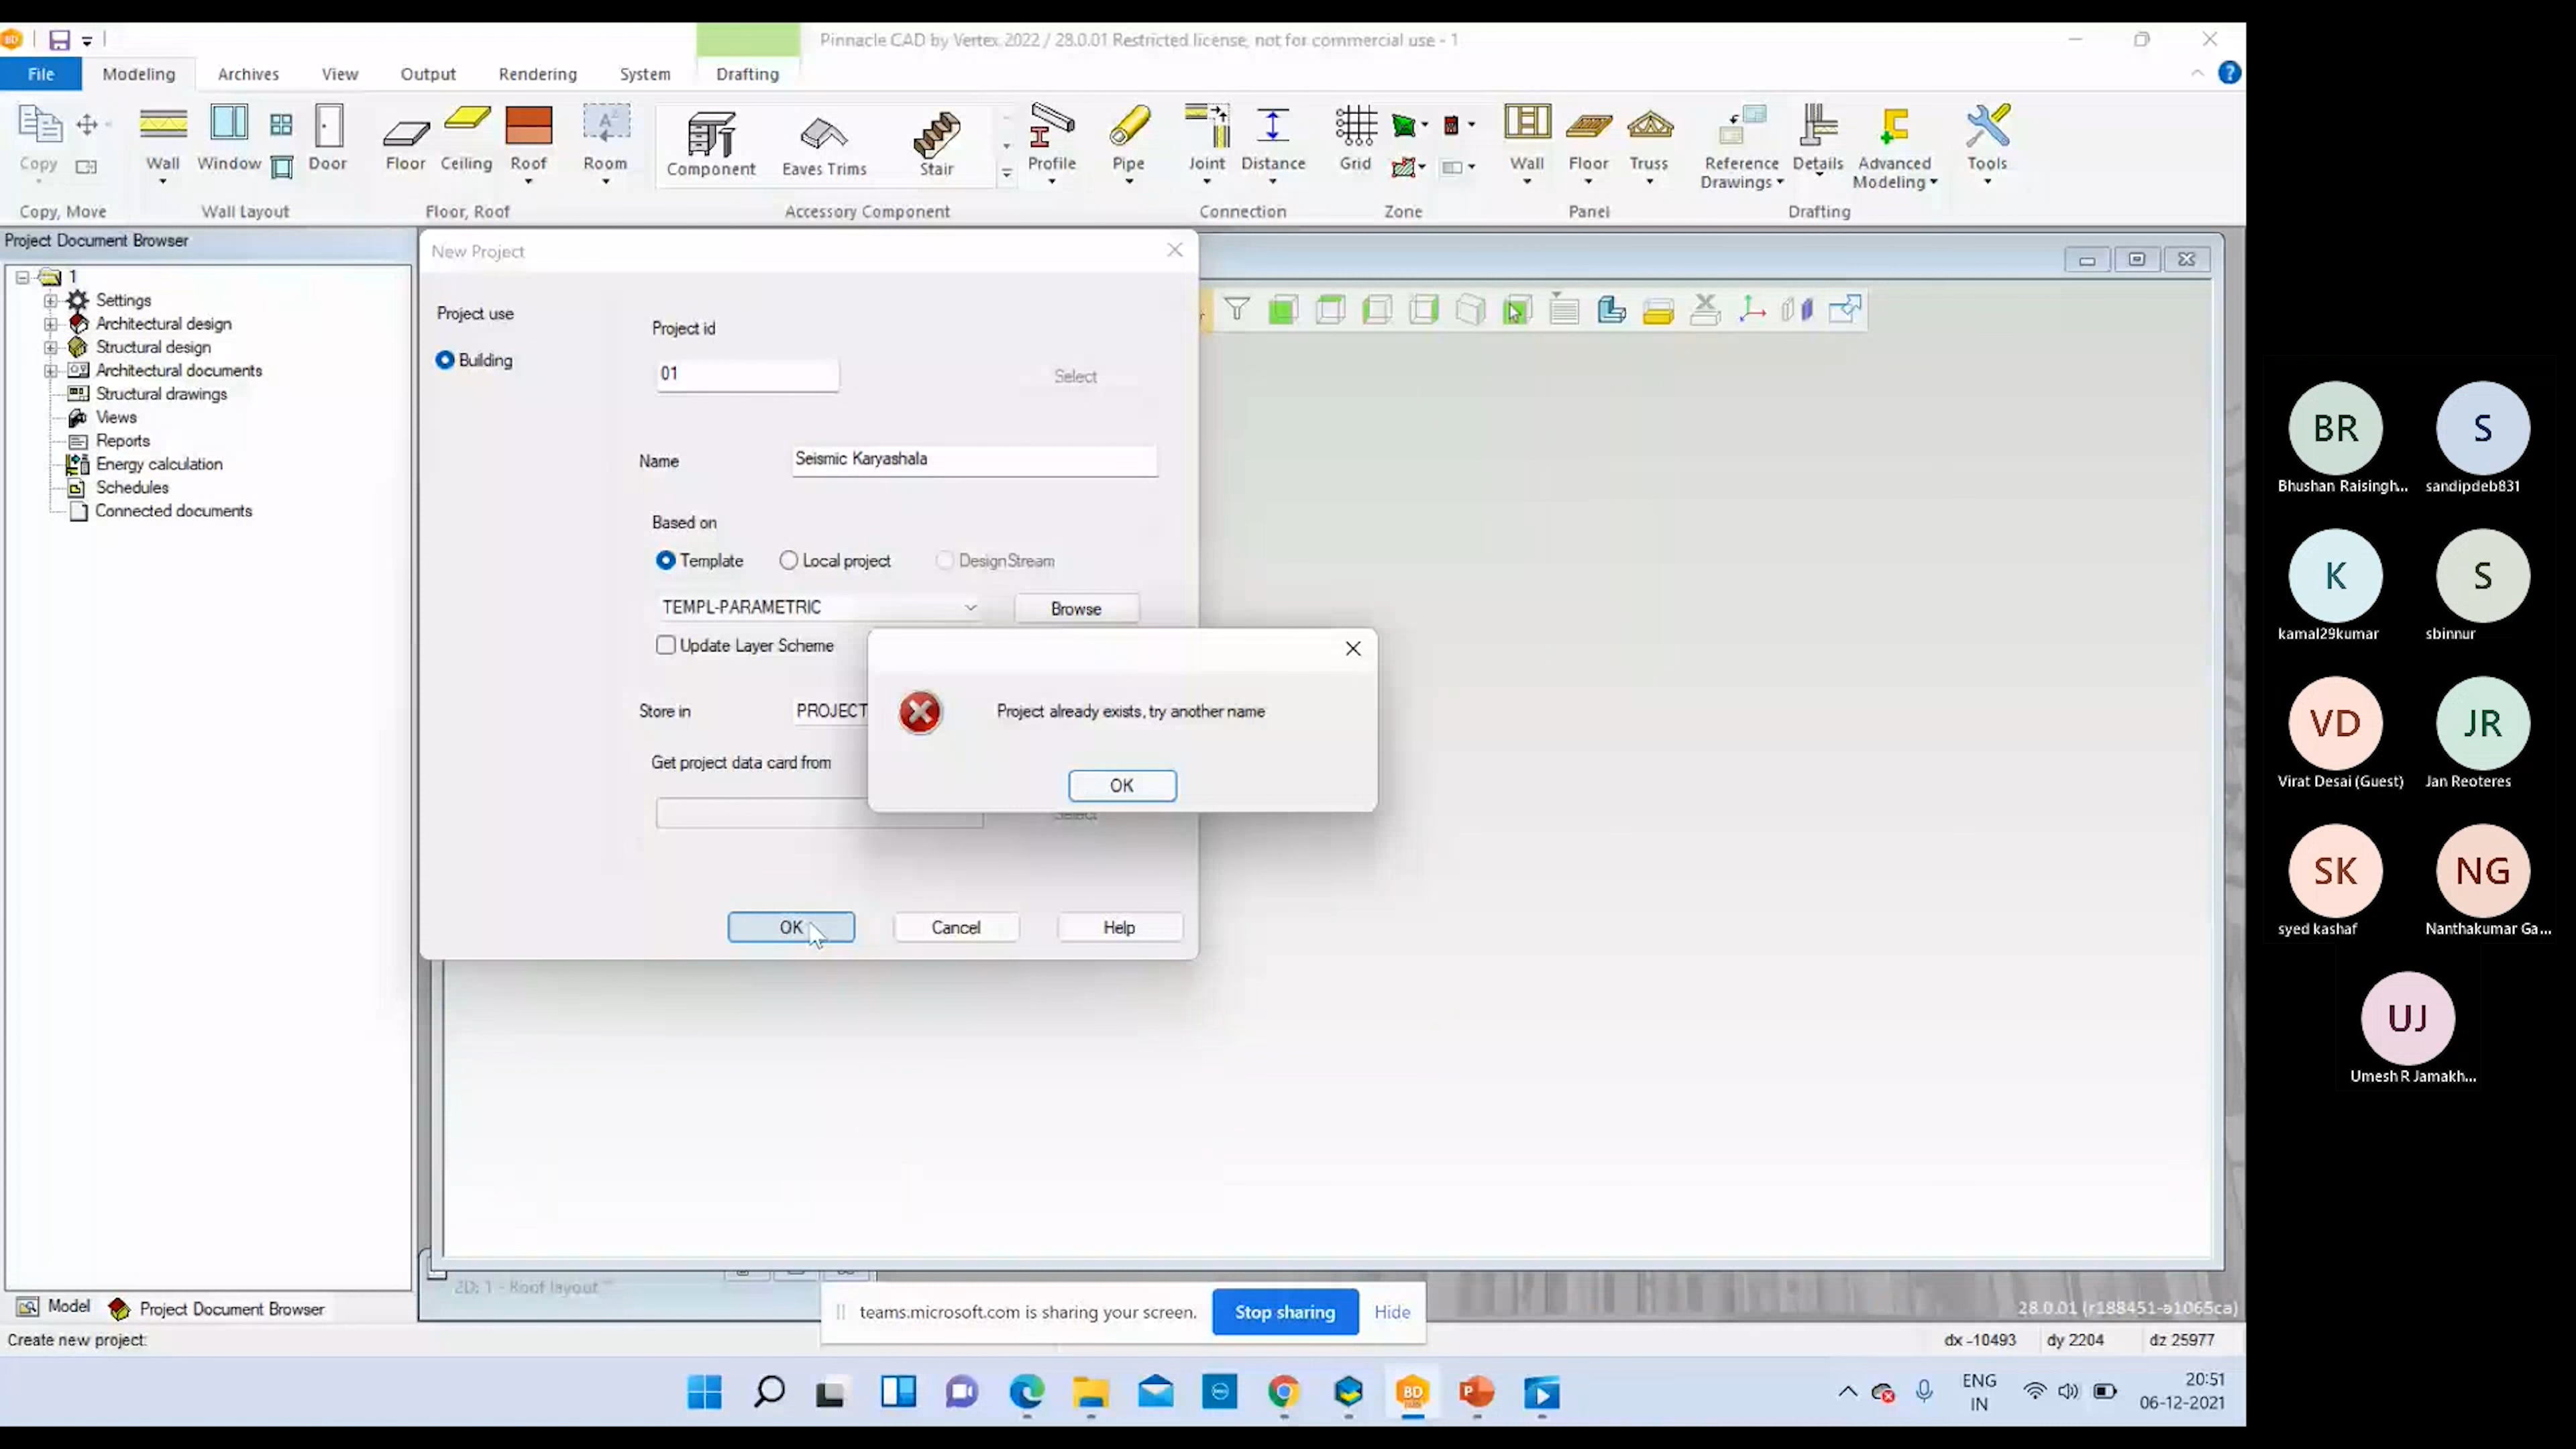 BD
Pinnacle CAD by Vertex 2022 / 28.0.01 Restricted license, not for commercial use - 1
File Modeling Archives View Output Rendering System Drafting
Copy Wall Window Door Floor Ceiling Roof Room Component Eaves Trims Stair Profile Pipe Joint Distance Grid Wall Floor Truss Reference Drawings Details Advanced Modeling Tools
Copy, Move Wall Layout Floor, Roof Accessory Component Connection Zone Panel Drafting
Project Document Browser
1
Settings
Architectural design
Structural design
Architectural documents
Structural drawings
Views
Reports
Energy calculation
Schedules
Connected documents
New Project
Project use
Building
Project id
01
Select
Name
Seismic Karyashala
Based on
Template Local project DesignStream
TEMPL-PARAMETRIC
Browse
Update Layer Scheme
Store in
PROJECT
Get project data card from
Select
OK Cancel Help
Project already exists, try another name
OK
2D: 1 - Roof layout
Model Project Document Browser
28.0.01 (r188451-a1065ca)
teams.microsoft.com is sharing your screen. Stop sharing Hide
Create new project:
dx -10493 dy 2204 dz 25977
BD
ENG
IN
20:51
06-12-2021
BR S
Bhushan Raisingh... sandipdeb831
K S
kamal29kumar sbinnur
VD JR
Virat Desai (Guest) Jan Reoteres
SK NG
syed kashaf Nanthakumar Ga...
UJ
Umesh R Jamakh...